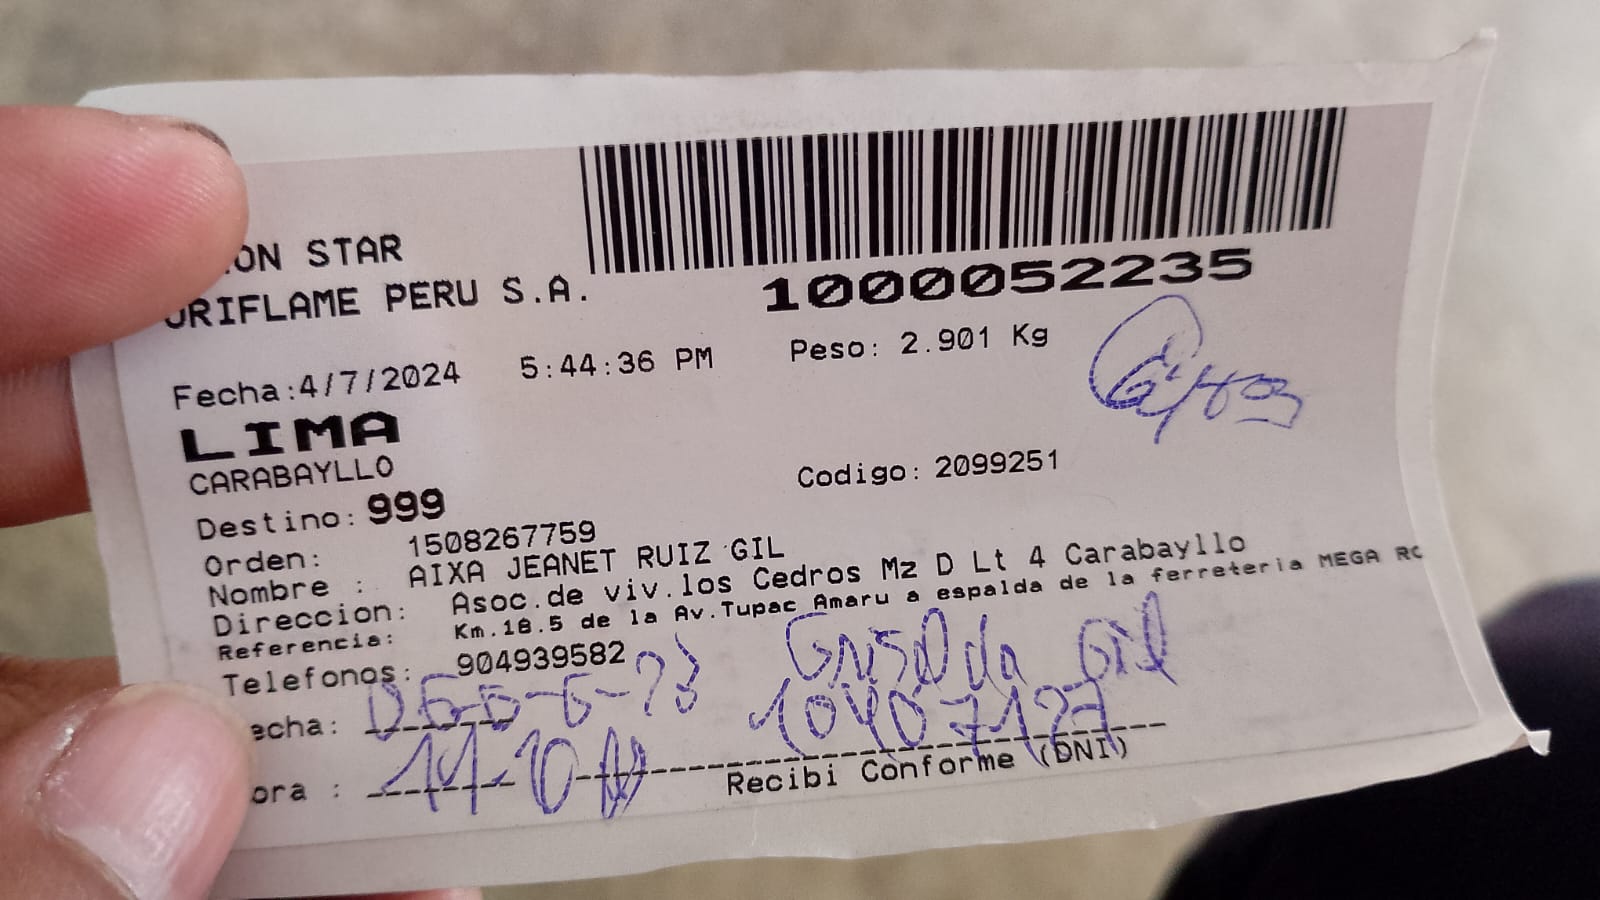 ON STAR
ORIFLAME PERU S.A.
1000052235
Fecha:4/7/2024 5:44:36 PM Peso: 2.901 Kg
LIMA
CARABAYLLO
Codigo: 2099251
Destino: 999
Orden: 1508267759
Nombre : AIXA JEANET RUIZ GIL
Direccion: Asoc.de viv.los Cedros Mz D Lt 4 Carabayllo
Referencia: Km.18.5 de la Av.Tupac Amaru a espalda de la ferreteria MEGA RC
Telefonos: 904939582
Griselda Gil
echa:
ora :
Recibi Conforme (DNI)